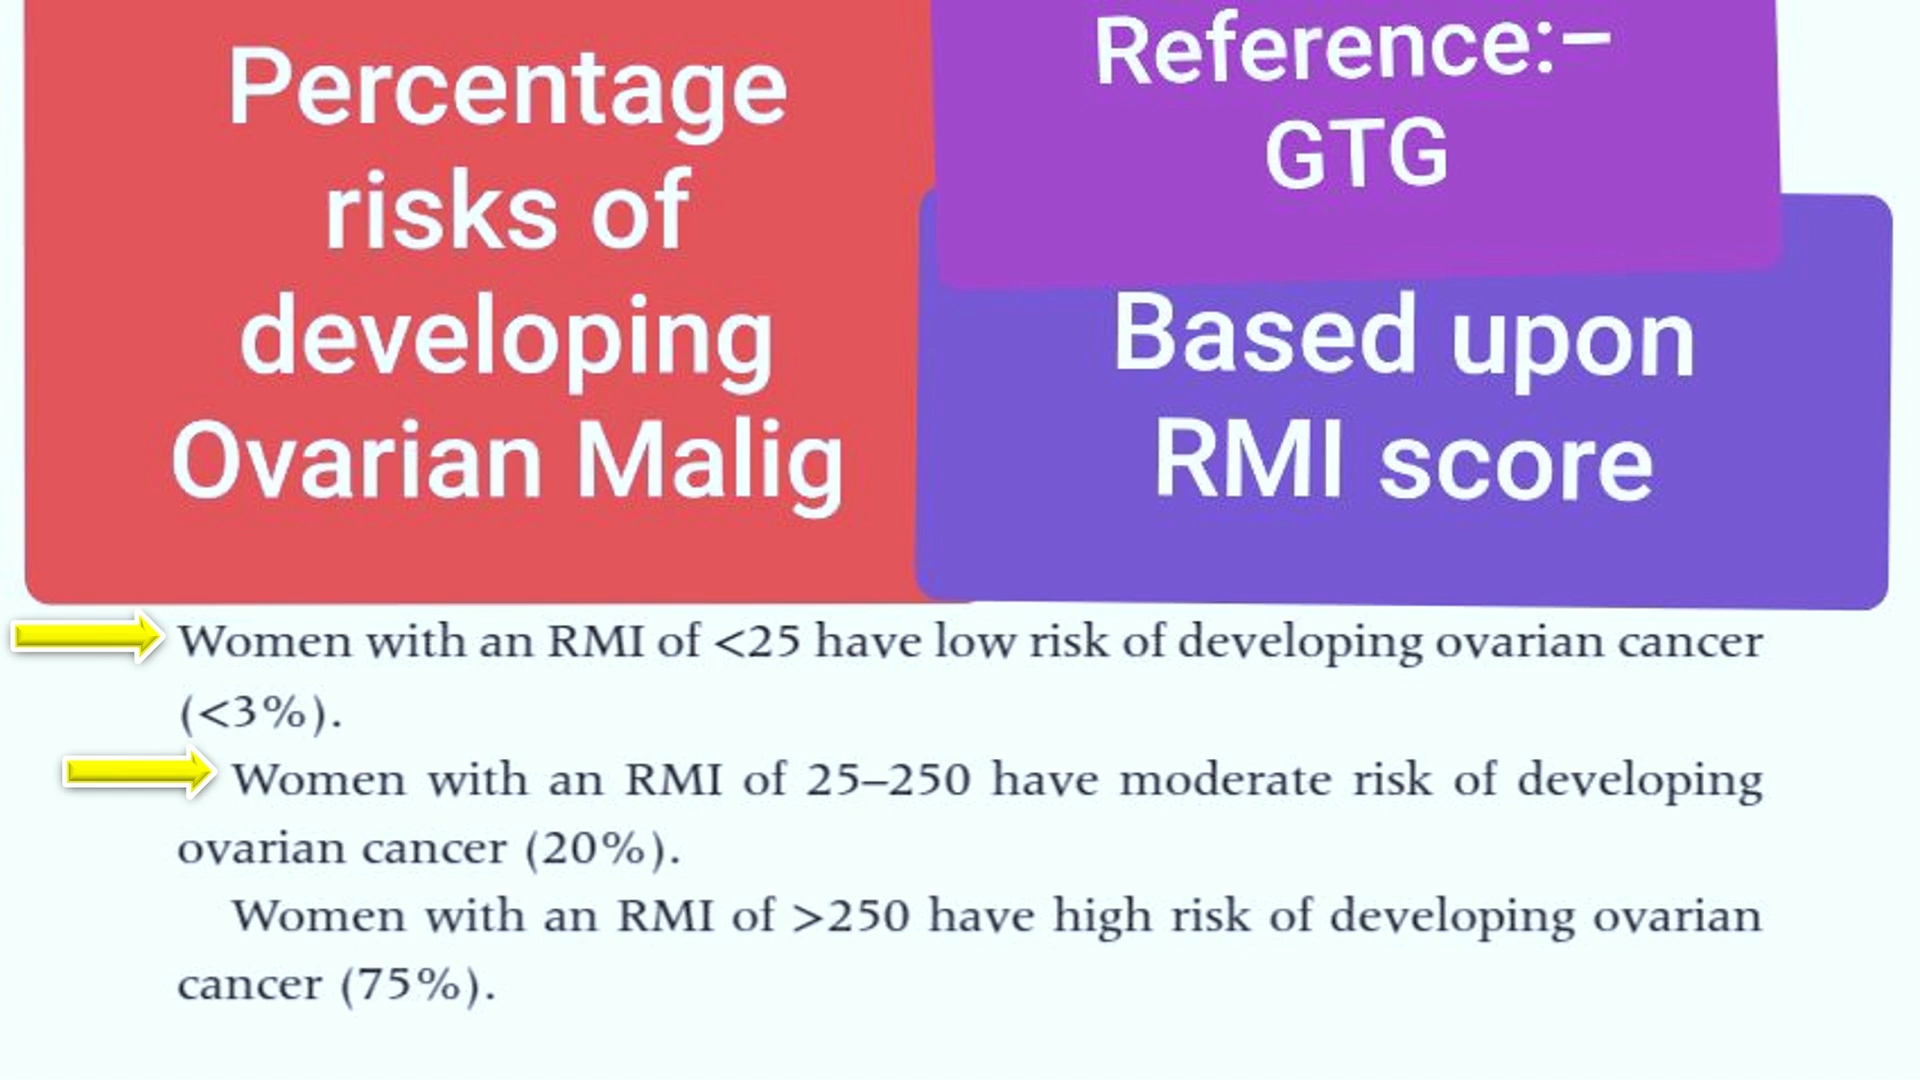 Percentage
risks of
developing
Ovarian Malig
Reference:–
GTG
Based upon
RMI score
Women with an RMI of <25 have low risk of developing ovarian cancer
(<3%).
Women with an RMI of 25–250 have moderate risk of developing
ovarian cancer (20%).
Women with an RMI of >250 have high risk of developing ovarian
cancer (75%).